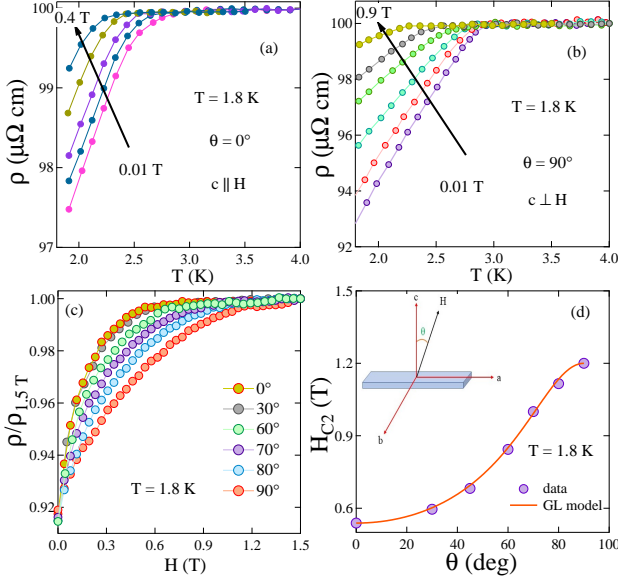 0.4 T
(a)
T = 1.8 K
θ = 0°
0.01 T
c || H
ρ (μΩ cm)
100
99
98
97
2.0 2.5 3.0 3.5 4.0
T (K)
0.9 T
(b)
T = 1.8 K
θ = 90°
0.01 T
c ⊥ H
ρ (μΩ cm)
100
98
96
94
92
2.0 2.5 3.0 3.5 4.0
T (K)
(c)
0°
30°
60°
70°
80°
90°
T = 1.8 K
ρ/ρ1.5 T
1.00
0.98
0.96
0.94
0.92
0.0 0.3 0.6 0.9 1.2 1.5
H (T)
(d)
c
H
θ
a
b
T = 1.8 K
data
GL model
HC2 (T)
1.5
1.2
0.9
0.6
0 20 40 60 80 100
θ (deg)